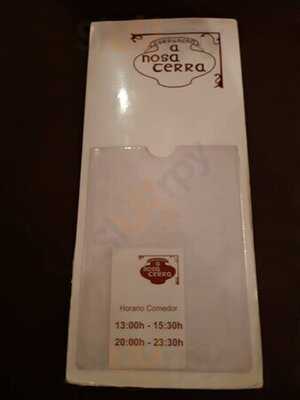 a
nosa
terra
a
nosa
terra
Horario Comedor
13:00h - 15:30h
20:00h - 23:30h